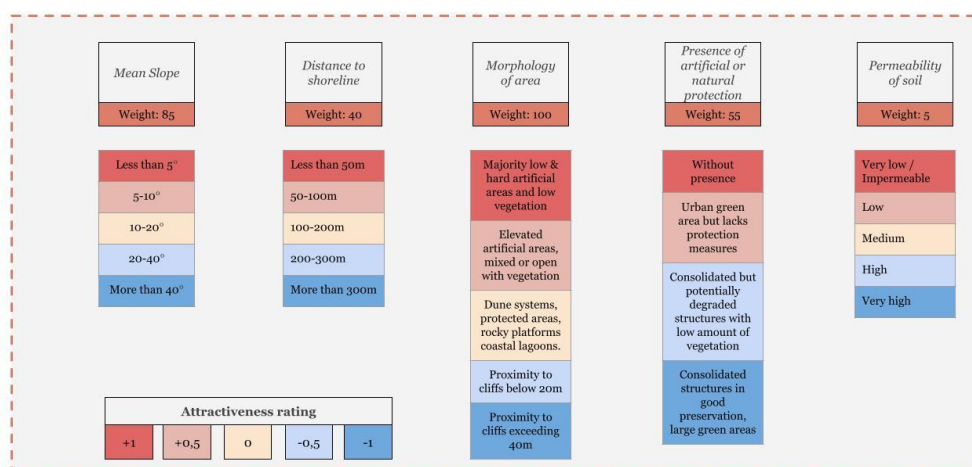 Mean Slope
Weight: 85
Less than 5°
5-10°
10-20°
20-40°
More than 40°
Distance to
shoreline
Weight: 40
Less than 50m
50-100m
100-200m
200-300m
More than 300m
Morphology
of area
Weight: 100
Majority low &
hard artificial
areas and low
vegetation
Elevated
artificial areas,
mixed or open
with vegetation
Dune systems,
protected areas,
rocky platforms
coastal lagoons.
Proximity to
cliffs below 20m
Proximity to
cliffs exceeding
40m
Presence of
artificial or
natural
protection
Weight: 55
Without
presence
Urban green
area but lacks
protection
measures
Consolidated but
potentially
degraded
structures with
low amount of
vegetation
Consolidated
structures in
good
preservation,
large green areas
Permeability
of soil
Weight: 5
Very low /
Impermeable
Low
Medium
High
Very high
Attractiveness rating
+1
+0,5
0
-0,5
-1